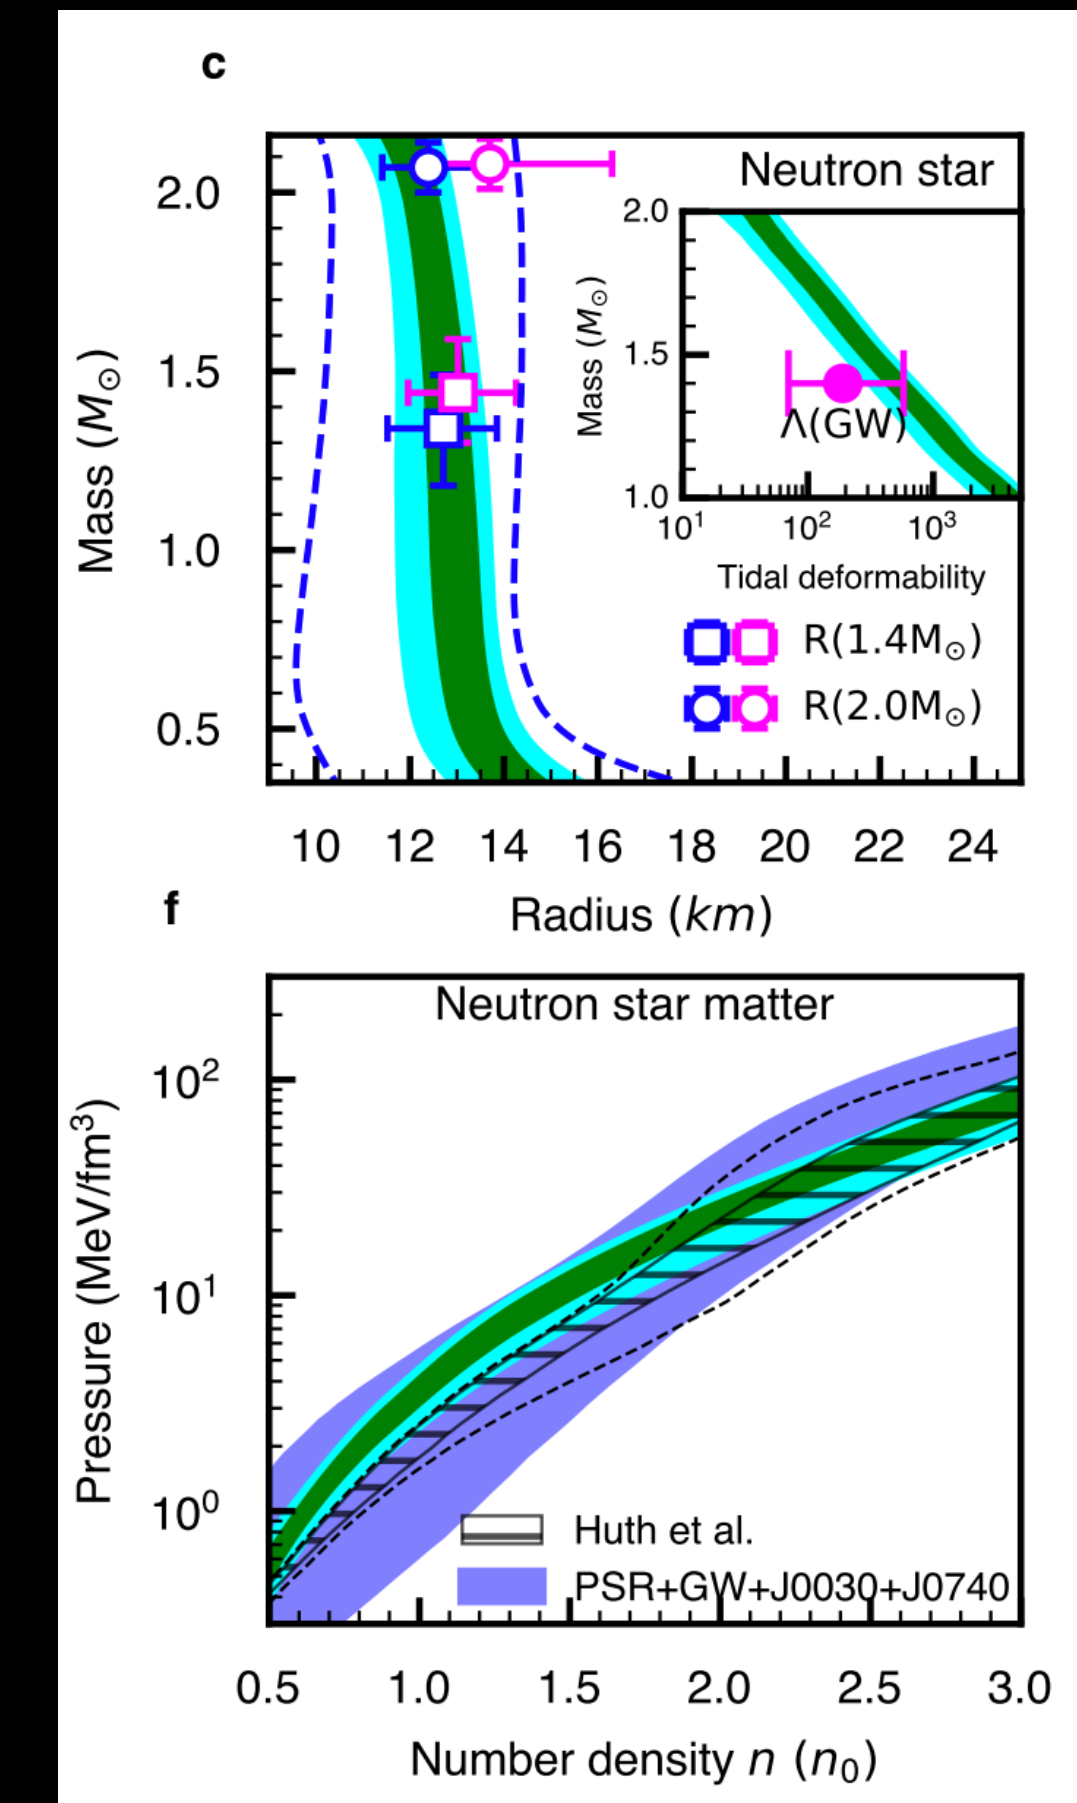 c
Neutron star
2.0
1.5
1.0
0.5
Mass (M⊙)
2.0
1.5
1.0
Mass (M⊙)
Λ(GW)
10¹ 10² 10³
Tidal deformability
R(1.4M⊙)
R(2.0M⊙)
10 12 14 16 18 20 22 24
Radius (km)
f
Neutron star matter
10²
10¹
10⁰
Pressure (MeV/fm³)
Huth et al.
PSR+GW+J0030+J0740
0.5 1.0 1.5 2.0 2.5 3.0
Number density n (n₀)